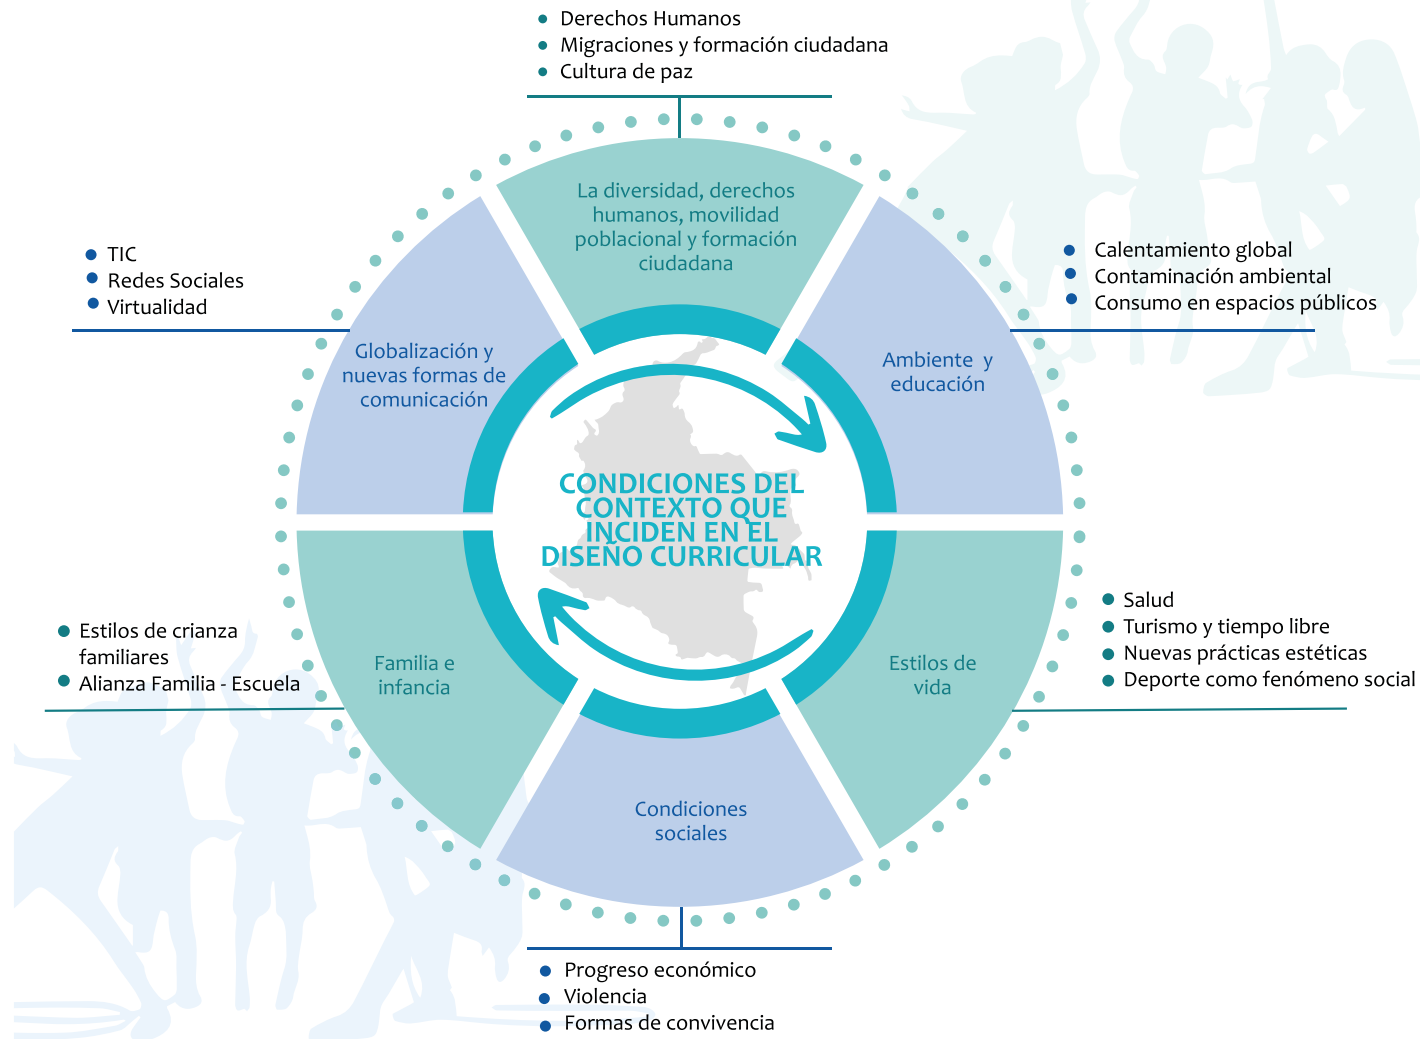 Derechos Humanos
Migraciones y formación ciudadana
Cultura de paz
La diversidad, derechos
humanos, movilidad
poblacional y formación
ciudadana
TIC
Redes Sociales
Virtualidad
Globalización y
nuevas formas de
comunicación
Calentamiento global
Contaminación ambiental
Consumo en espacios públicos
Ambiente y
educación
CONDICIONES DEL
CONTEXTO QUE
INCIDEN EN EL
DISEÑO CURRICULAR
Estilos de crianza
familiares
Alianza Familia - Escuela
Familia e
infancia
Estilos de
vida
Salud
Turismo y tiempo libre
Nuevas prácticas estéticas
Deporte como fenómeno social
Condiciones
sociales
Progreso económico
Violencia
Formas de convivencia